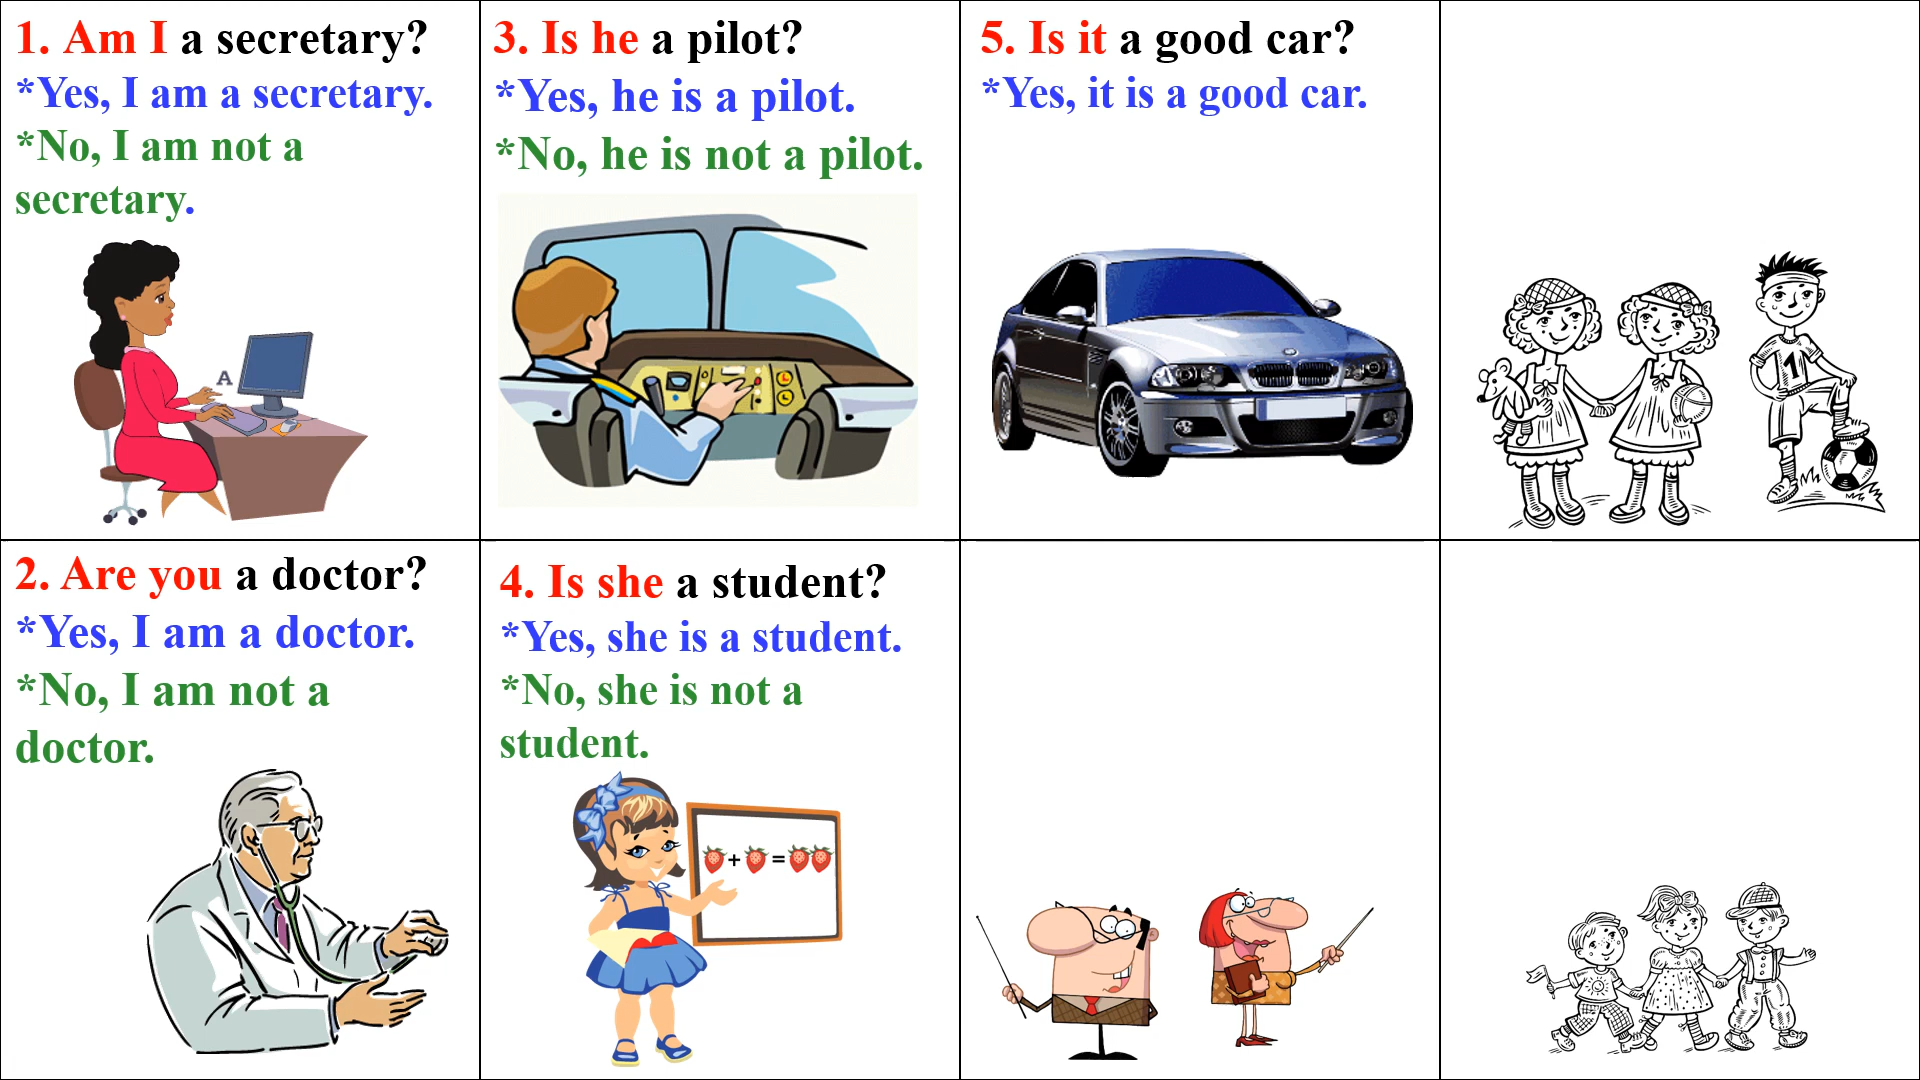 1. Am I a secretary?
*Yes, I am a secretary.
*No, I am not a
secretary.
A
2. Are you a doctor?
*Yes, I am a doctor.
*No, I am not a
doctor.
3. Is he a pilot?
*Yes, he is a pilot.
*No, he is not a pilot.
4. Is she a student?
*Yes, she is a student.
*No, she is not a
student.
+ =
5. Is it a good car?
*Yes, it is a good car.
1